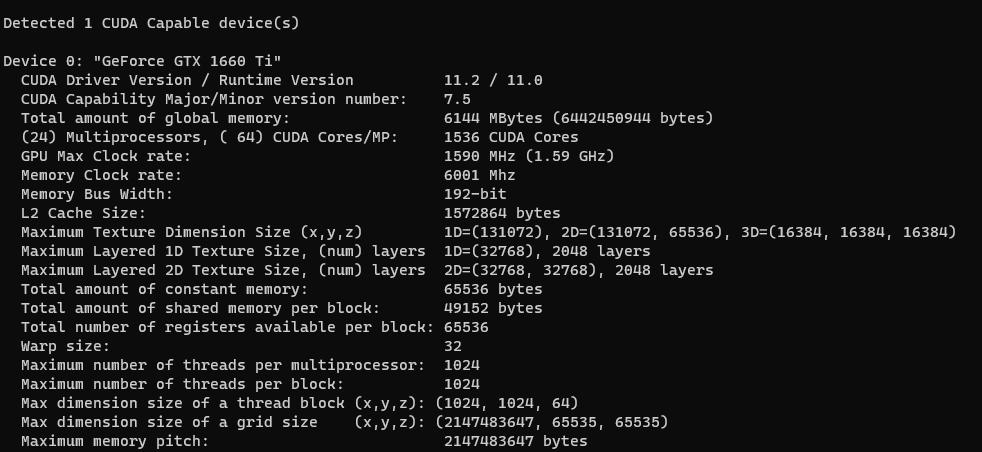 Detected 1 CUDA Capable device(s)
Device 0: "GeForce GTX 1660 Ti"
CUDA Driver Version / Runtime Version 11.2 / 11.0
CUDA Capability Major/Minor version number: 7.5
Total amount of global memory: 6144 MBytes (6442450944 bytes)
(24) Multiprocessors, ( 64) CUDA Cores/MP: 1536 CUDA Cores
GPU Max Clock rate: 1590 MHz (1.59 GHz)
Memory Clock rate: 6001 Mhz
Memory Bus Width: 192-bit
L2 Cache Size: 1572864 bytes
Maximum Texture Dimension Size (x,y,z) 1D=(131072), 2D=(131072, 65536), 3D=(16384, 16384, 16384)
Maximum Layered 1D Texture Size, (num) layers 1D=(32768), 2048 layers
Maximum Layered 2D Texture Size, (num) layers 2D=(32768, 32768), 2048 layers
Total amount of constant memory: 65536 bytes
Total amount of shared memory per block: 49152 bytes
Total number of registers available per block: 65536
Warp size: 32
Maximum number of threads per multiprocessor: 1024
Maximum number of threads per block: 1024
Max dimension size of a thread block (x,y,z): (1024, 1024, 64)
Max dimension size of a grid size (x,y,z): (2147483647, 65535, 65535)
Maximum memory pitch: 2147483647 bytes